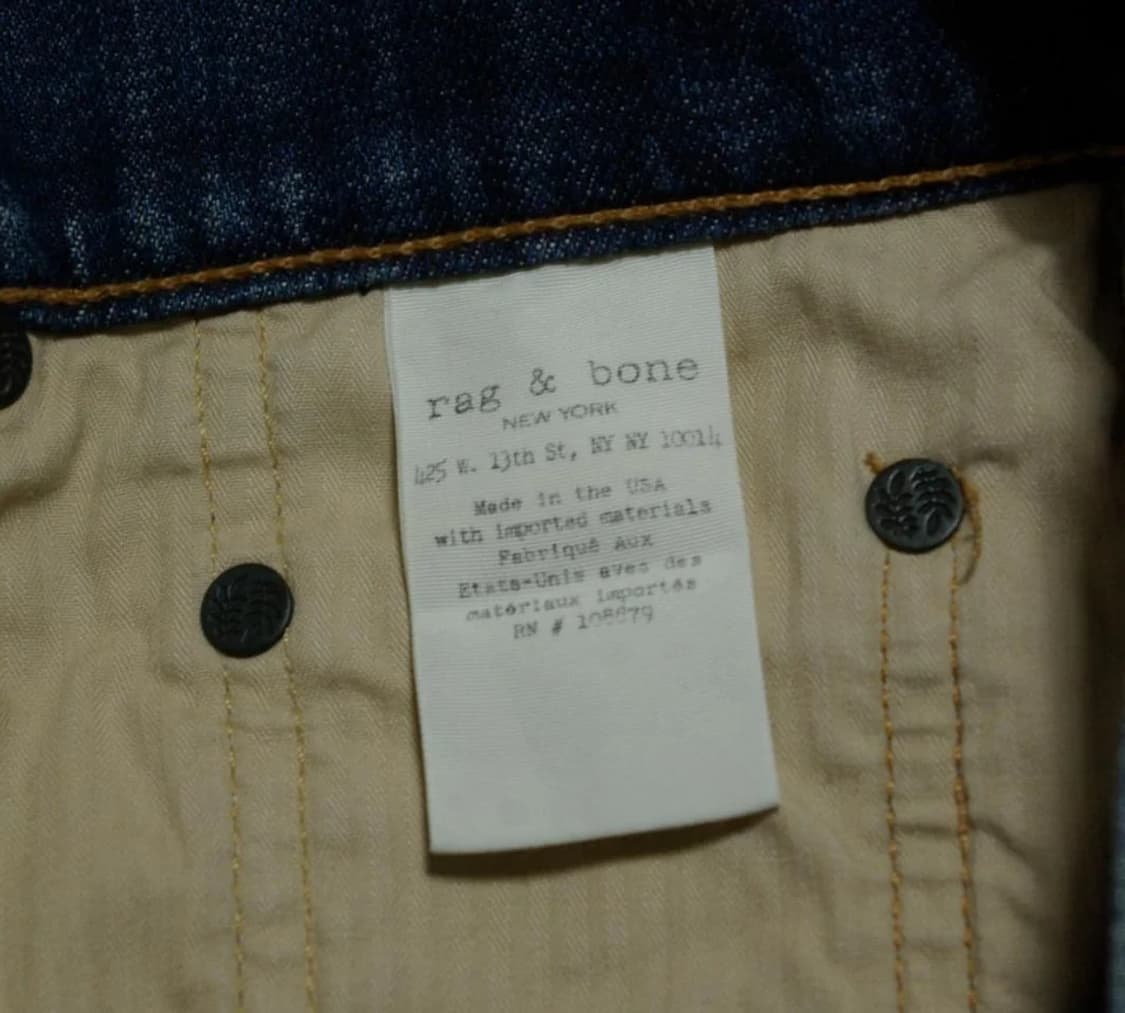 rag & bone
NEW YORK
425 W. 13th St, NY NY 10014
Made in the USA
with imported materials
Fabriqué Aux
Etats-Unis avec des
matériaux importés
RN #